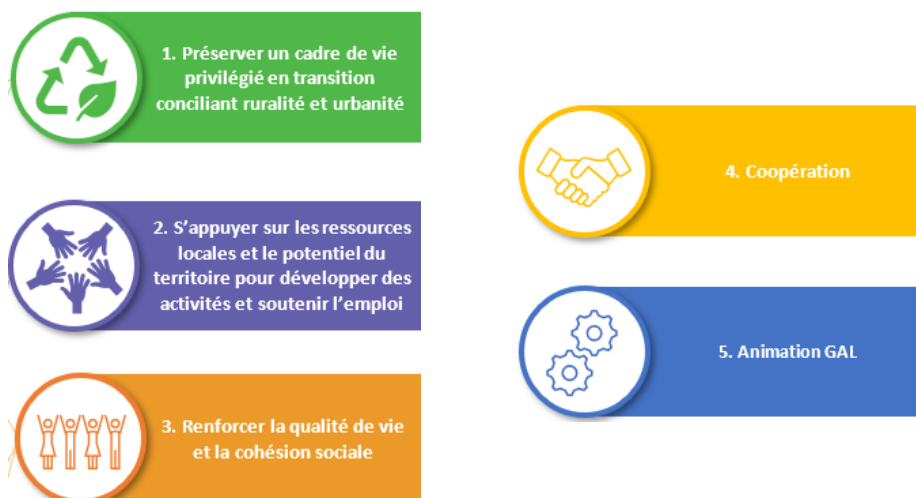 1. Préserver un cadre de vie
privilégié en transition
conciliant ruralité et urbanité
2. S’appuyer sur les ressources
locales et le potentiel du
territoire pour développer des
activités et soutenir l’emploi
3. Renforcer la qualité de vie
et la cohésion sociale
4. Coopération
5. Animation GAL